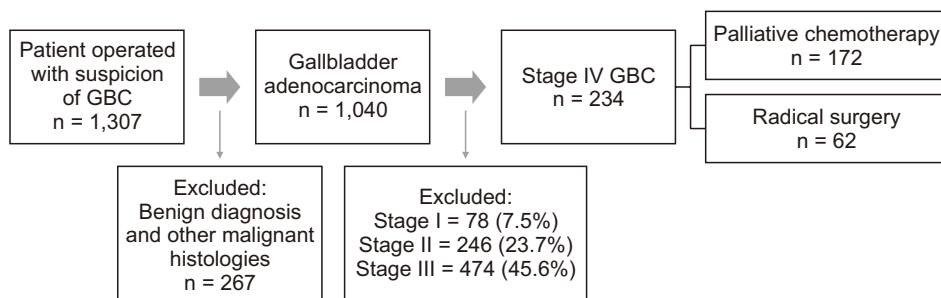 Patient operated
with suspicion
of GBC
n = 1,307
Gallbladder
adenocarcinoma
n = 1,040
Stage IV GBC
n = 234
Palliative chemotherapy
n = 172
Radical surgery
n = 62
Excluded:
Benign diagnosis
and other malignant
histologies
n = 267
Excluded:
Stage I = 78 (7.5%)
Stage II = 246 (23.7%)
Stage III = 474 (45.6%)